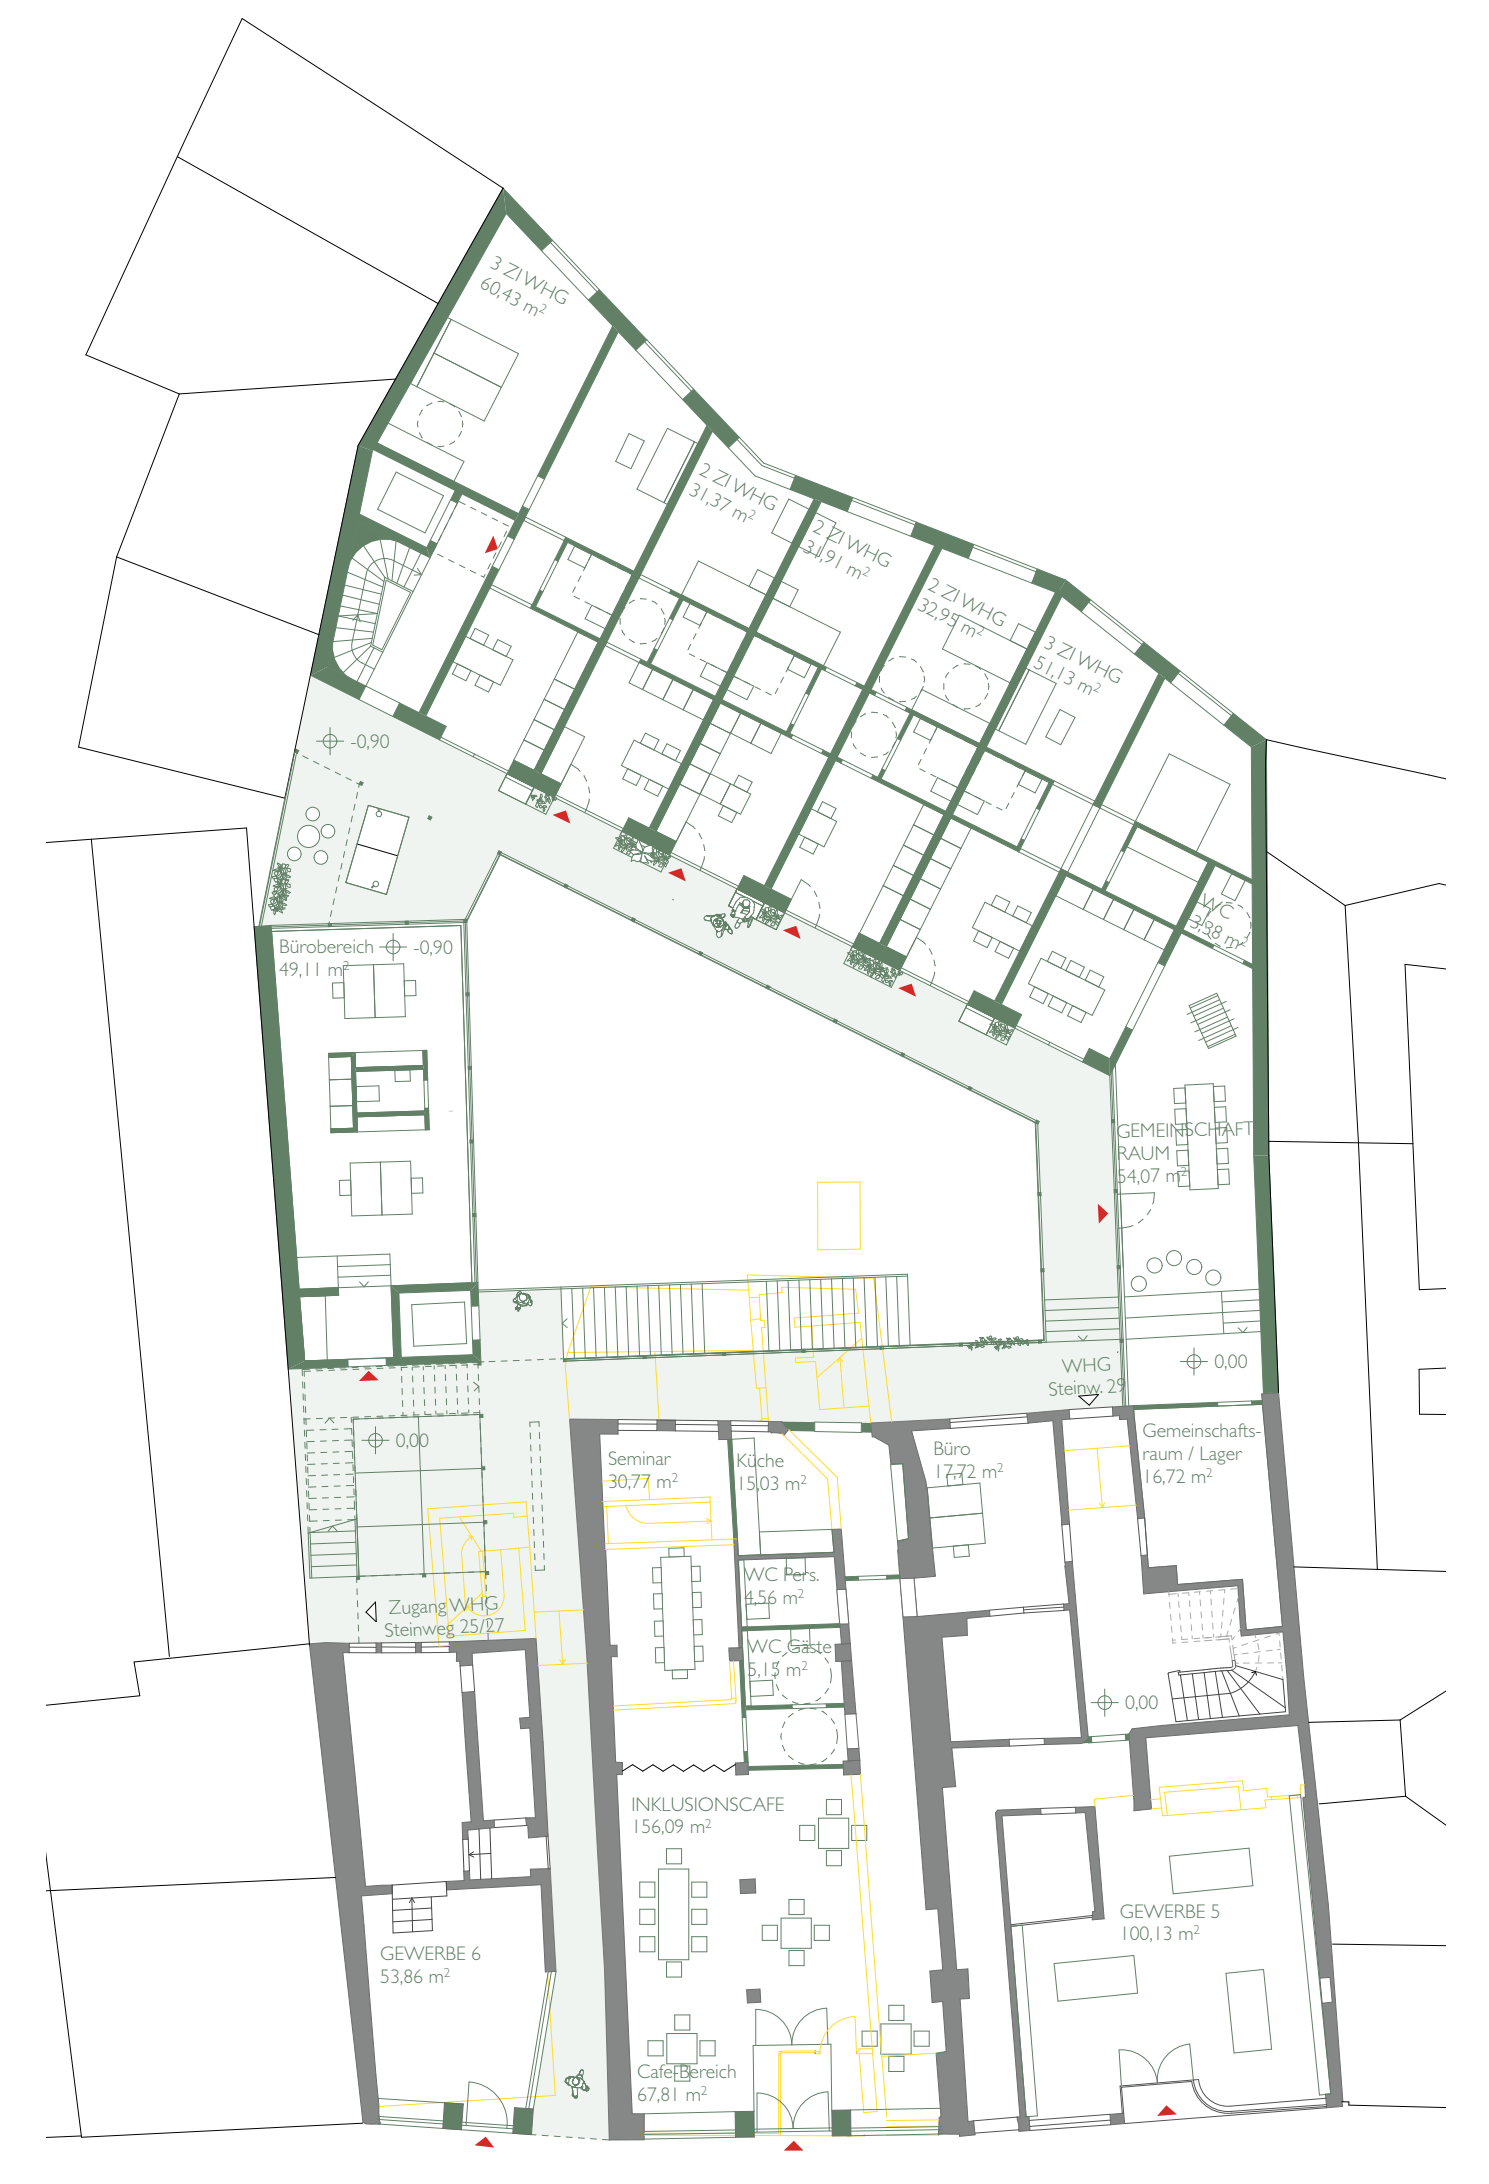 3 ZI WHG
60,43 m²
2 ZI WHG
31,37 m²
2 ZI WHG
31,91 m²
2 ZI WHG
32,95 m²
3 ZI WHG
51,13 m²
-0,90
WC
3,38 m²
Bürobereich
-0,90
49,11 m²
GEMEINSCHAFT
RAUM
54,07 m²
WHG
Steinw. 29
0,00
0,00
Seminar
30,77 m²
Küche
15,03 m²
Büro
17,72 m²
Gemeinschafts-
raum / Lager
16,72 m²
WC Pers.
4,56 m²
Zugang WHG
Steinweg 25/27
WC Gäste
5,15 m²
0,00
INKLUSIONSCAFE
156,09 m²
GEWERBE 5
100,13 m²
GEWERBE 6
53,86 m²
Cafe-Bereich
67,81 m²